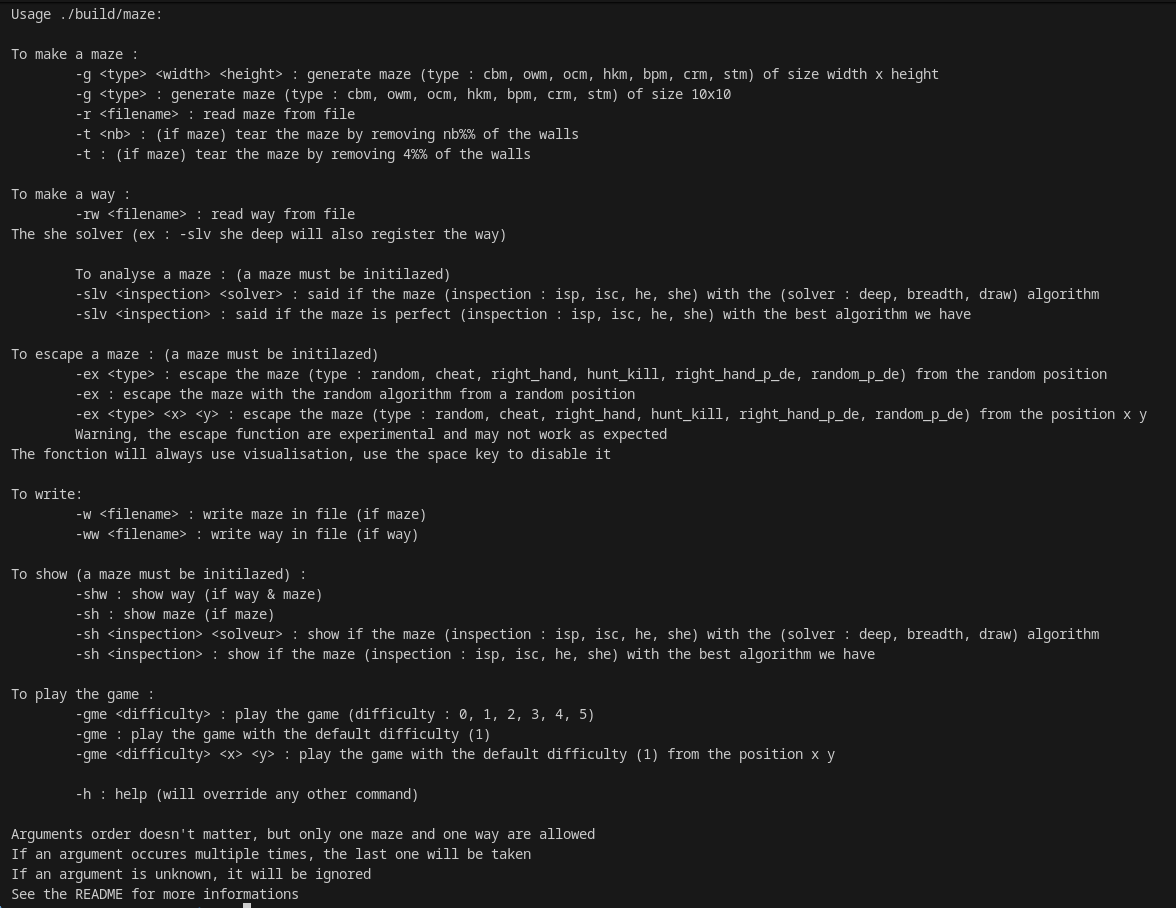 Usage ./build/maze:
To make a maze :
-g <type> <width> <height> : generate maze (type : cbm, owm, ocm, hkm, bpm, crm, stm) of size width x height
-g <type> : generate maze (type : cbm, owm, ocm, hkm, bpm, crm, stm) of size 10x10
-r <filename> : read maze from file
-t <nb> : (if maze) tear the maze by removing nb%% of the walls
-t : (if maze) tear the maze by removing 4%% of the walls
To make a way :
-rw <filename> : read way from file
The she solver (ex : -slv she deep will also register the way)
To analyse a maze : (a maze must be initilazed)
-slv <inspection> <solver> : said if the maze (inspection : isp, isc, he, she) with the (solver : deep, breadth, draw) algorithm
-slv <inspection> : said if the maze is perfect (inspection : isp, isc, he, she) with the best algorithm we have
To escape a maze : (a maze must be initilazed)
-ex <type> : escape the maze (type : random, cheat, right_hand, hunt_kill, right_hand_p_de, random_p_de) from the random position
-ex : escape the maze with the random algorithm from a random position
-ex <type> <x> <y> : escape the maze (type : random, cheat, right_hand, hunt_kill, right_hand_p_de, random_p_de) from the position x y
Warning, the escape function are experimental and may not work as expected
The fonction will always use visualisation, use the space key to disable it
To write:
-w <filename> : write maze in file (if maze)
-ww <filename> : write way in file (if way)
To show (a maze must be initilazed) :
-shw : show way (if way & maze)
-sh : show maze (if maze)
-sh <inspection> <solveur> : show if the maze (inspection : isp, isc, he, she) with the (solver : deep, breadth, draw) algorithm
-sh <inspection> : show if the maze (inspection : isp, isc, he, she) with the best algorithm we have
To play the game :
-gme <difficulty> : play the game (difficulty : 0, 1, 2, 3, 4, 5)
-gme : play the game with the default difficulty (1)
-gme <difficulty> <x> <y> : play the game with the default difficulty (1) from the position x y
-h : help (will override any other command)
Arguments order doesn't matter, but only one maze and one way are allowed
If an argument occures multiple times, the last one will be taken
If an argument is unknown, it will be ignored
See the README for more informations